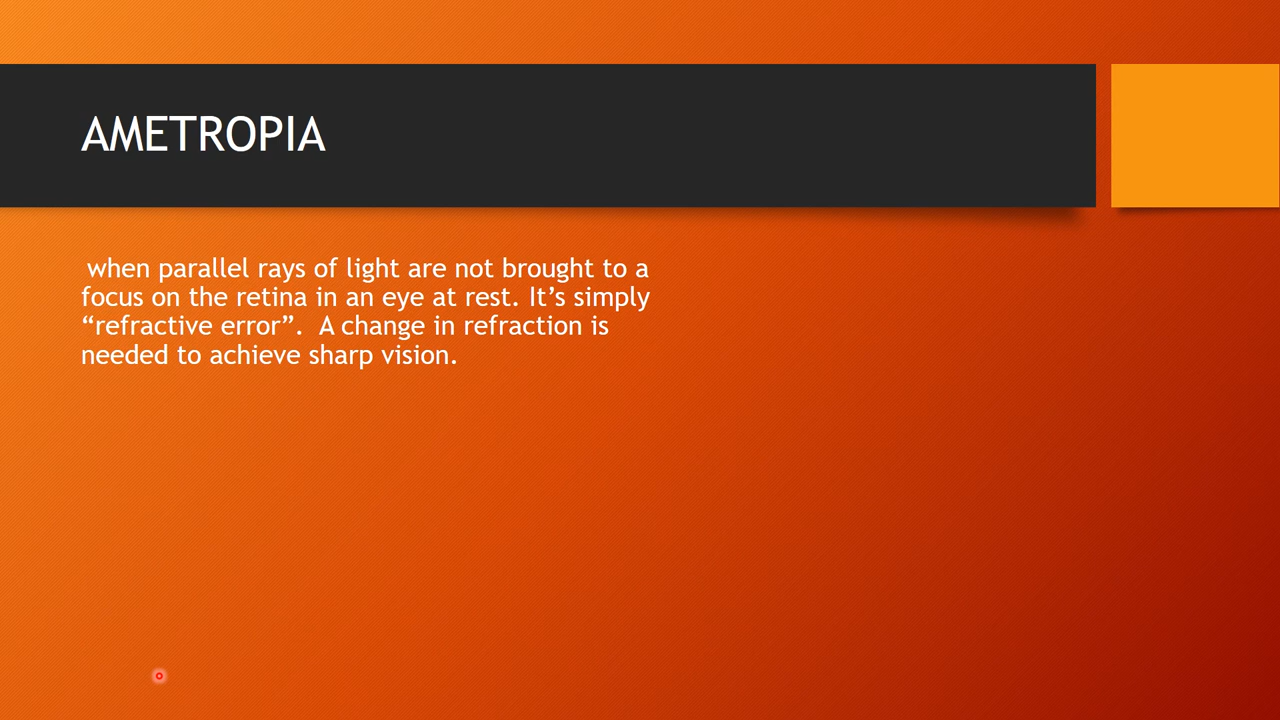 AMETROPIA
when parallel rays of light are not brought to a
focus on the retina in an eye at rest. It’s simply
“refractive error”.  A change in refraction is
needed to achieve sharp vision.